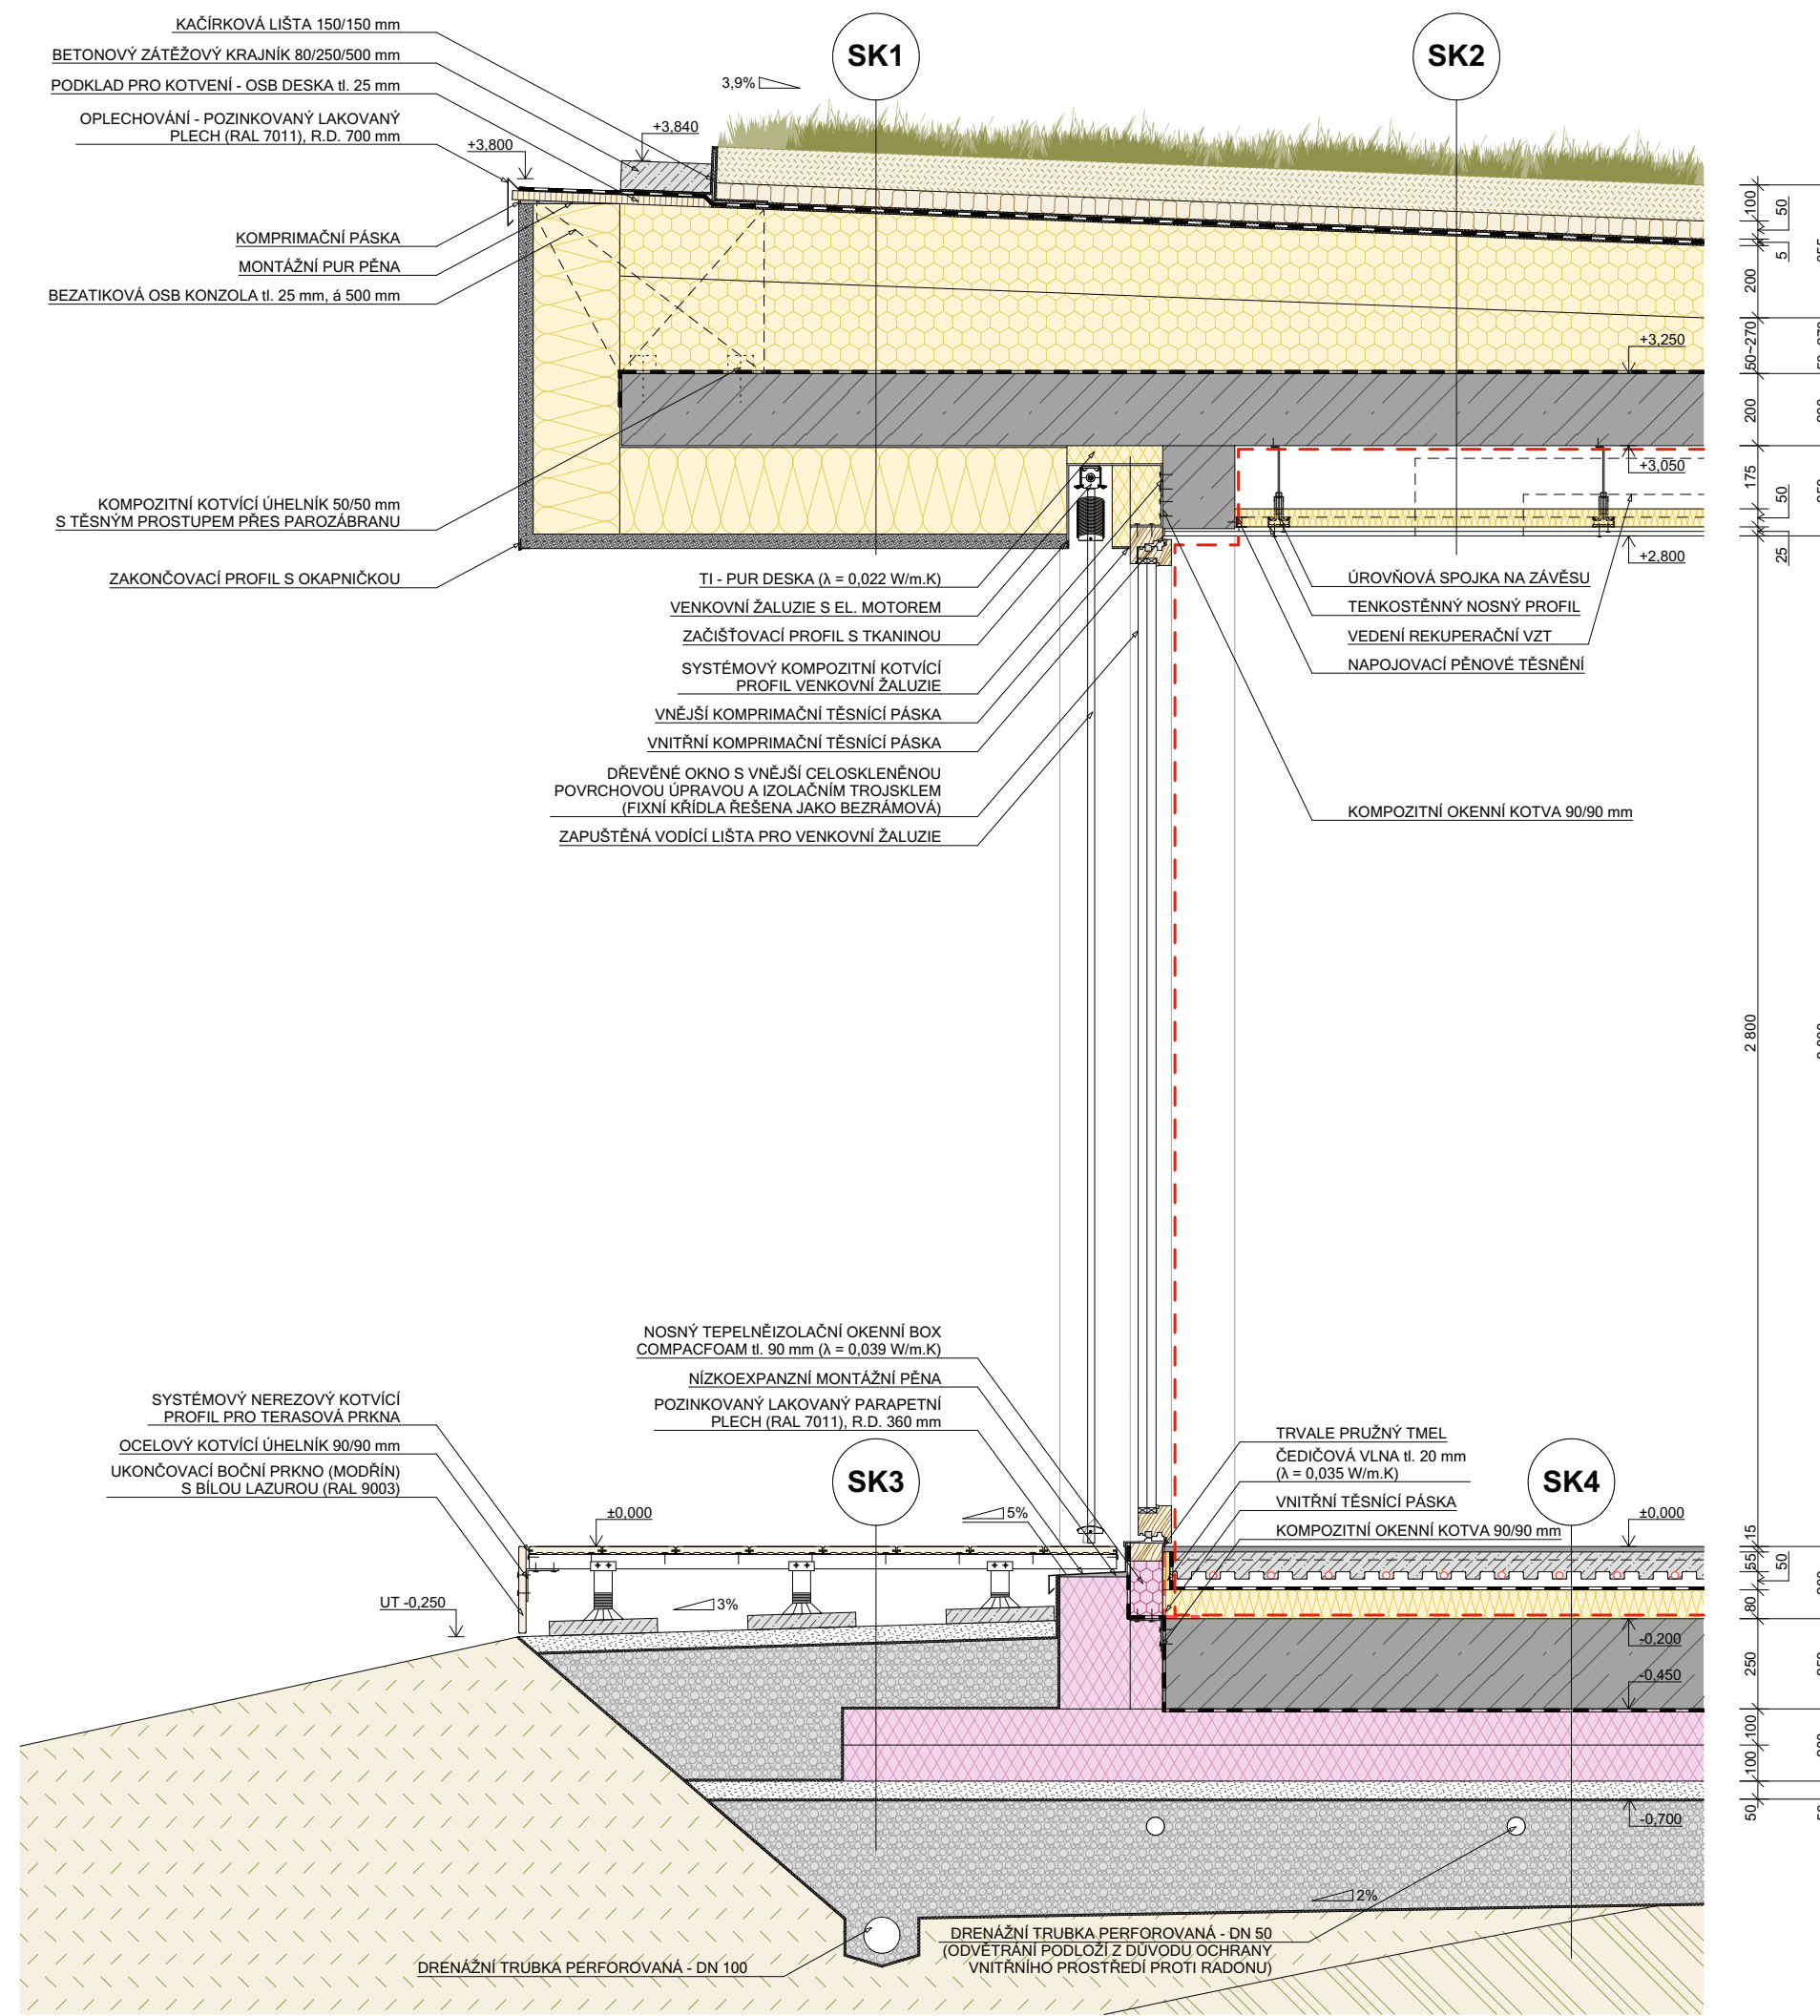 KAČÍRKOVÁ LIŠTA 150/150 mm
BETONOVÝ ZÁTĚŽOVÝ KRAJNÍK 80/250/500 mm
PODKLAD PRO KOTVENÍ - OSB DESKA tl. 25 mm
OPLECHOVÁNÍ - POZINKOVANÝ LAKOVANÝ
PLECH (RAL 7011), R.D. 700 mm
SK1
SK2
3,9%
+3,840
+3,800
KOMPRIMAČNÍ PÁSKA
MONTÁŽNÍ PUR PĚNA
BEZATIKOVÁ OSB KONZOLA tl. 25 mm, á 500 mm
100
50
5
200
50~270
+3,250
200
+3,050
175
50
+2,800
25
KOMPOZITNÍ KOTVÍCÍ ÚHELNÍK 50/50 mm
S TĚSNÝM PROSTUPEM PŘES PAROZÁBRANU
ZAKONČOVACÍ PROFIL S OKAPNIČKOU
TI - PUR DESKA (λ = 0,022 W/m.K)
VENKOVNÍ ŽALUZIE S EL. MOTOREM
ZAČIŠŤOVACÍ PROFIL S TKANINOU
SYSTÉMOVÝ KOMPOZITNÍ KOTVÍCÍ
PROFIL VENKOVNÍ ŽALUZIE
VNĚJŠÍ KOMPRIMAČNÍ TĚSNÍCÍ PÁSKA
VNITŘNÍ KOMPRIMAČNÍ TĚSNÍCÍ PÁSKA
DŘEVĚNÉ OKNO S VNĚJŠÍ CELOSKLENĚNOU
POVRCHOVOU ÚPRAVOU A IZOLAČNÍM TROJSKLEM
(FIXNÍ KŘÍDLA ŘEŠENA JAKO BEZRÁMOVÁ)
ZAPUŠTĚNÁ VODÍCÍ LIŠTA PRO VENKOVNÍ ŽALUZIE
ÚROVŇOVÁ SPOJKA NA ZÁVĚSU
TENKOSTĚNNÝ NOSNÝ PROFIL
VEDENÍ REKUPERAČNÍ VZT
NAPOJOVACÍ PĚNOVÉ TĚSNĚNÍ
KOMPOZITNÍ OKENNÍ KOTVA 90/90 mm
2 800
NOSNÝ TEPELNĚIZOLAČNÍ OKENNÍ BOX
COMPACFOAM tl. 90 mm (λ = 0,039 W/m.K)
NÍZKOEXPANZNÍ MONTÁŽNÍ PĚNA
POZINKOVANÝ LAKOVANÝ PARAPETNÍ
PLECH (RAL 7011), R.D. 360 mm
SYSTÉMOVÝ NEREZOVÝ KOTVÍCÍ
PROFIL PRO TERASOVÁ PRKNA
OCELOVÝ KOTVÍCÍ ÚHELNÍK 90/90 mm
UKONČOVACÍ BOČNÍ PRKNO (MODŘÍN)
S BÍLOU LAZUROU (RAL 9003)
TRVALE PRUŽNÝ TMEL
ČEDIČOVÁ VLNA tl. 20 mm
(λ = 0,035 W/m.K)
VNITŘNÍ TĚSNÍCÍ PÁSKA
KOMPOZITNÍ OKENNÍ KOTVA 90/90 mm
SK3
SK4
±0,000
5%
±0,000
15
55
50
80
UT -0,250
3%
-0,200
250
-0,450
100
100
50
-0,700
2%
DRENÁŽNÍ TRUBKA PERFOROVANÁ - DN 50
(ODVĚTRÁNÍ PODLOŽÍ Z DŮVODU OCHRANY
VNITŘNÍHO PROSTŘEDÍ PROTI RADONU)
DRENÁŽNÍ TRUBKA PERFOROVANÁ - DN 100